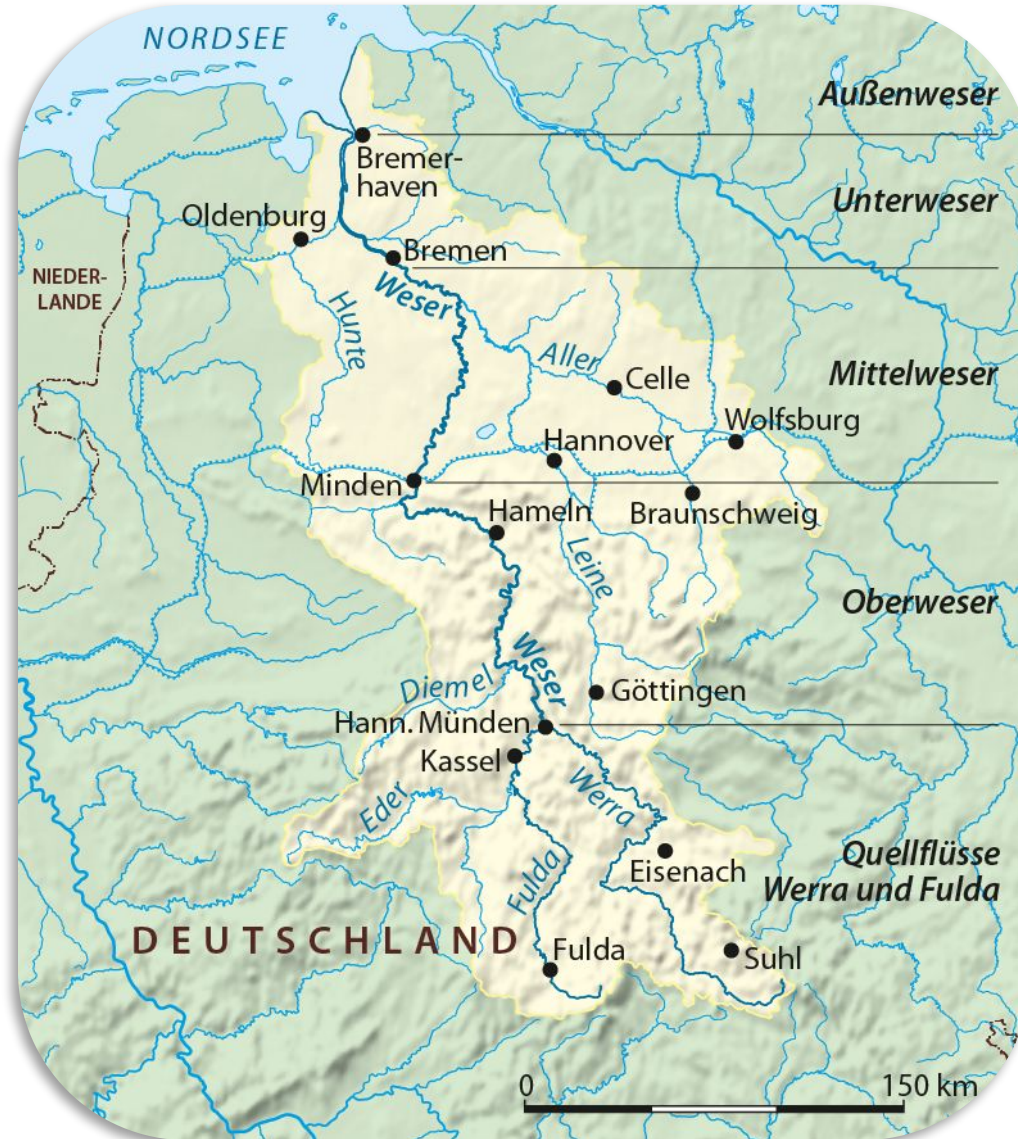 NORDSEE
Außenweser
Bremer-
haven
Unterweser
Oldenburg
Bremen
NIEDER-
LANDE
Weser
Hunte
Aller
Mittelweser
Celle
Wolfsburg
Hannover
Minden
Hameln
Braunschweig
Leine
Oberweser
Weser
Diemel
Göttingen
Hann. Münden
Kassel
Werra
Eder
Eisenach
Quellflüsse
Werra und Fulda
Fulda
DEUTSCHLAND
Fulda
Suhl
0
150 km